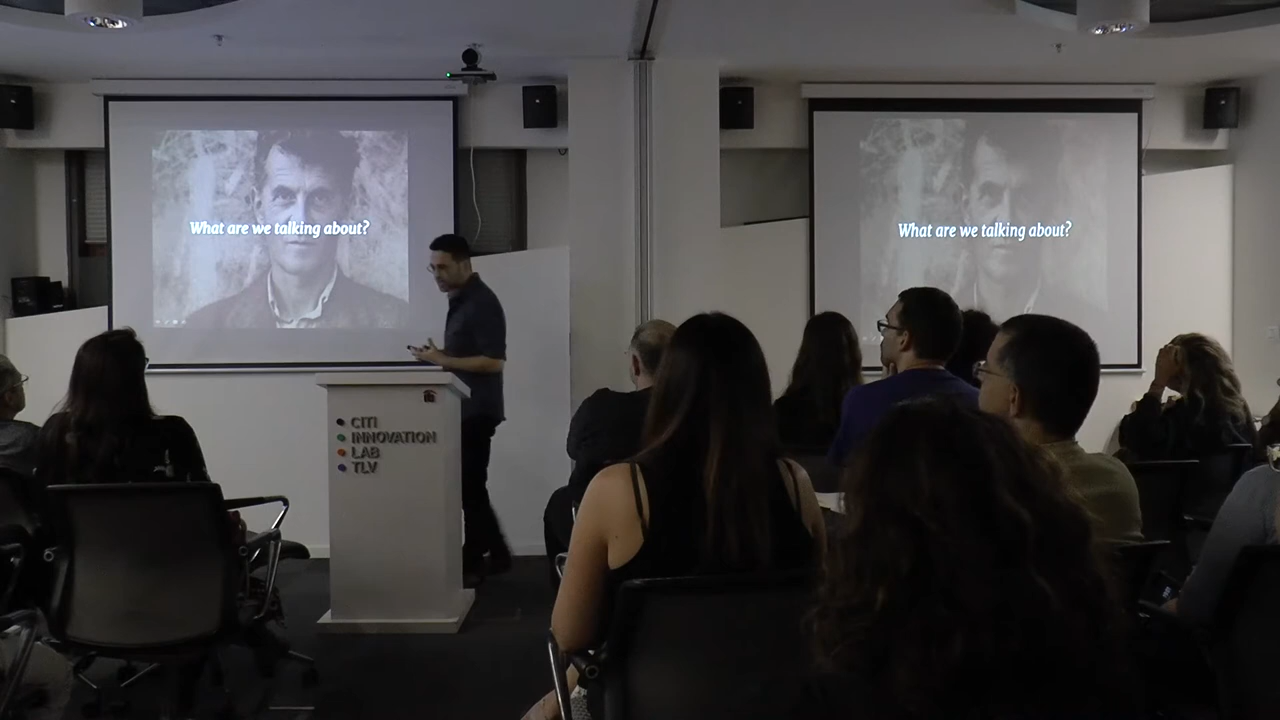 What are we talking about?
What are we talking about?
CITI
INNOVATION
LAB
TLV